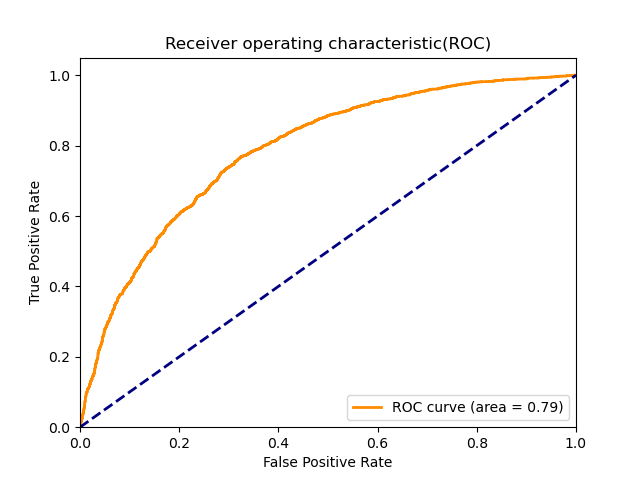 Receiver operating characteristic(ROC)
True Positive Rate
1.0
0.8
0.6
0.4
0.2
0.0
ROC curve (area = 0.79)
0.0 0.2 0.4 0.6 0.8 1.0
False Positive Rate